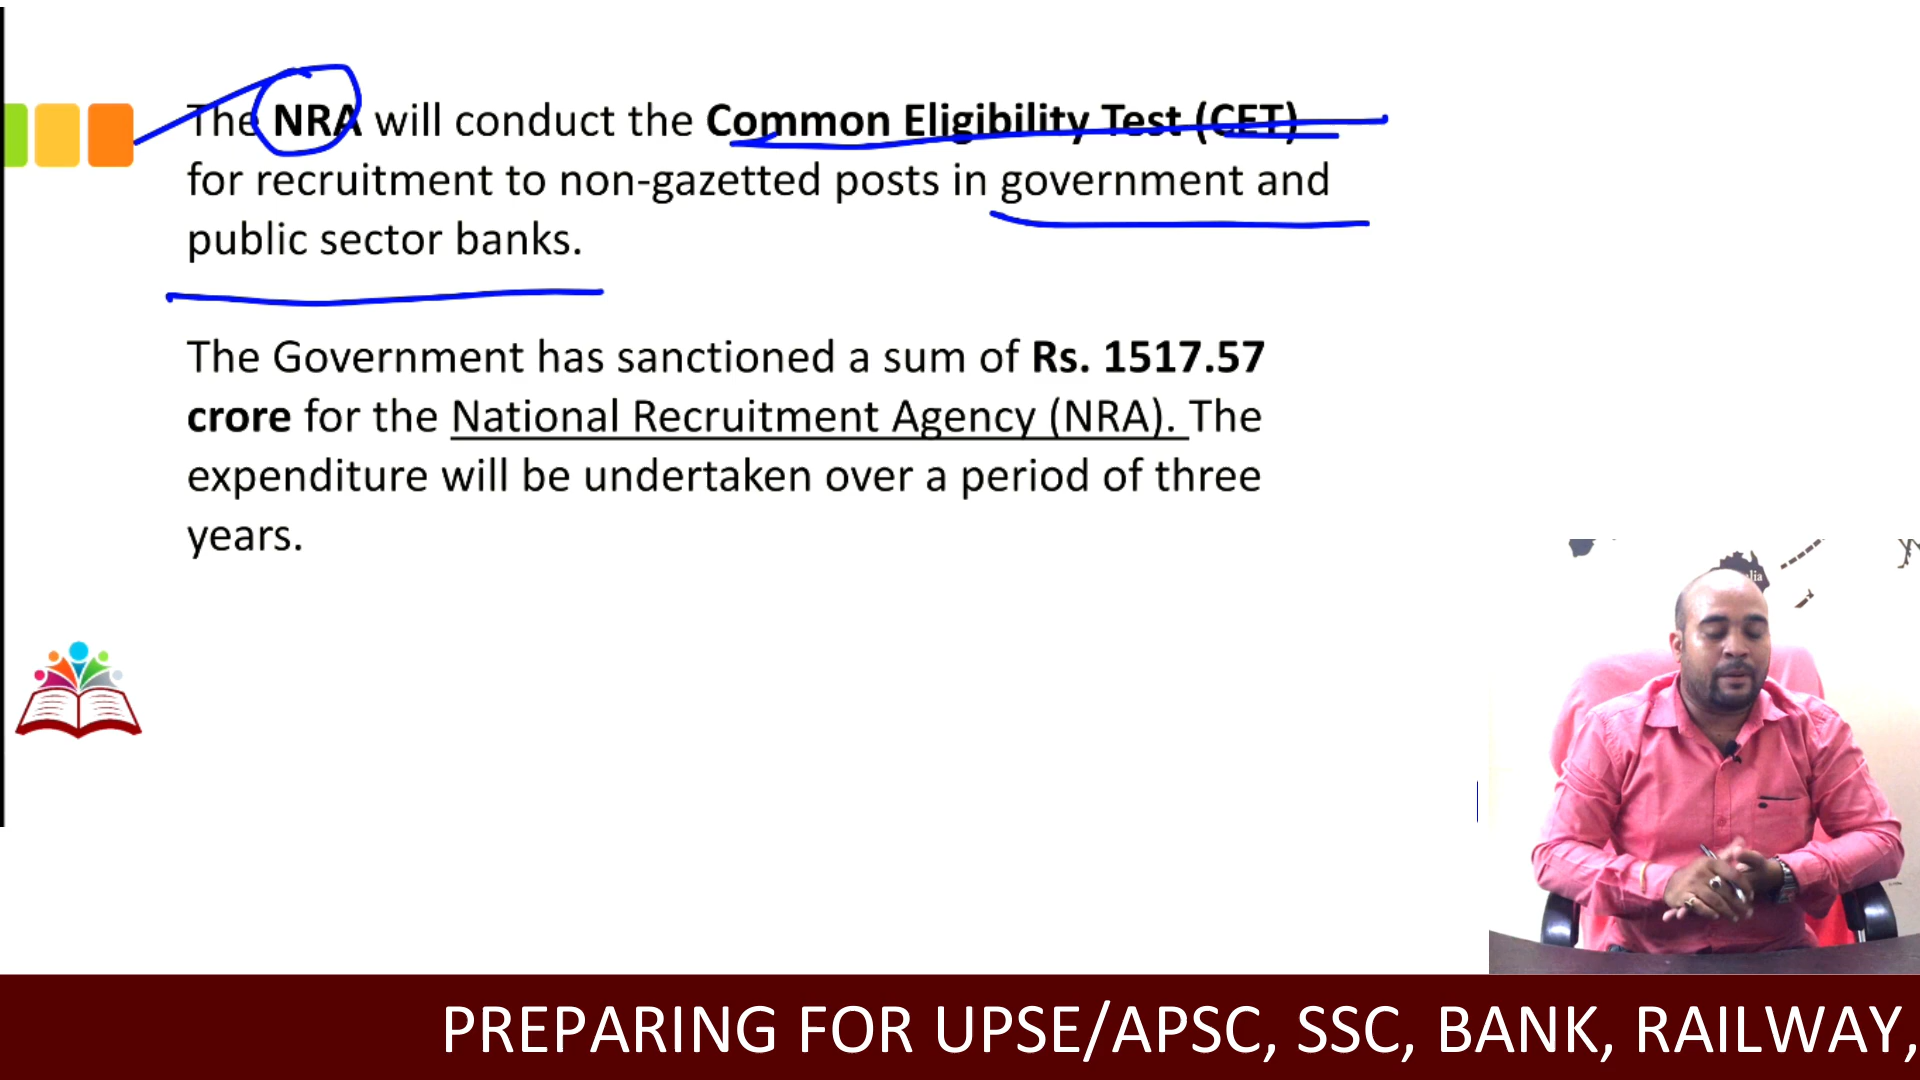 The NRA will conduct the Common Eligibility Test (CET)
for recruitment to non-gazetted posts in government and
public sector banks.
The Government has sanctioned a sum of Rs. 1517.57
crore for the National Recruitment Agency (NRA). The
expenditure will be undertaken over a period of three
years.
lia
PREPARING FOR UPSE/APSC, SSC, BANK, RAILWAY,